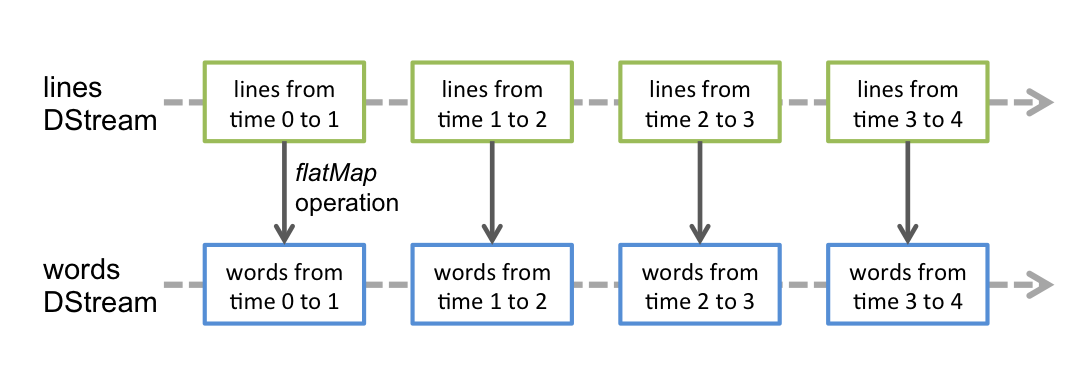 lines
DStream
lines from
time 0 to 1
lines from
time 1 to 2
lines from
time 2 to 3
lines from
time 3 to 4
flatMap
operation
words
DStream
words from
time 0 to 1
words from
time 1 to 2
words from
time 2 to 3
words from
time 3 to 4